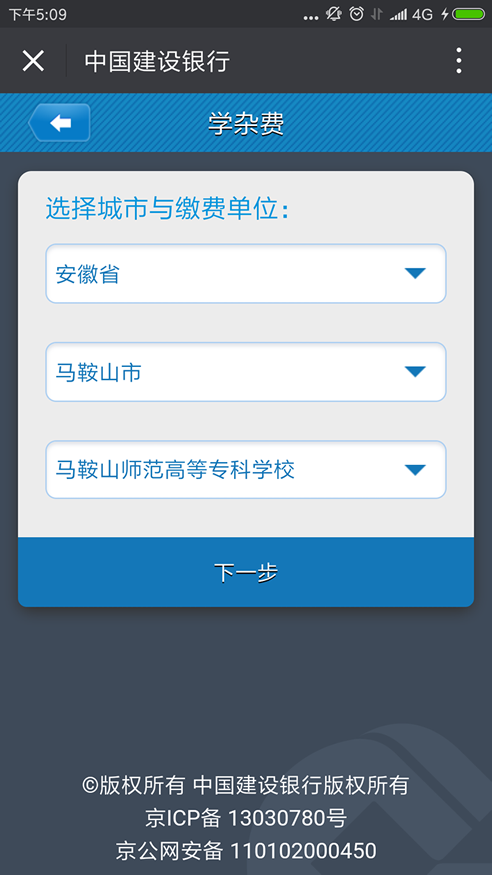 下午5:09
... 4G
中国建设银行
学杂费
选择城市与缴费单位：
安徽省
马鞍山市
马鞍山师范高等专科学校
下一步
©版权所有 中国建设银行版权所有
京ICP备 13030780号
京公网安备 110102000450